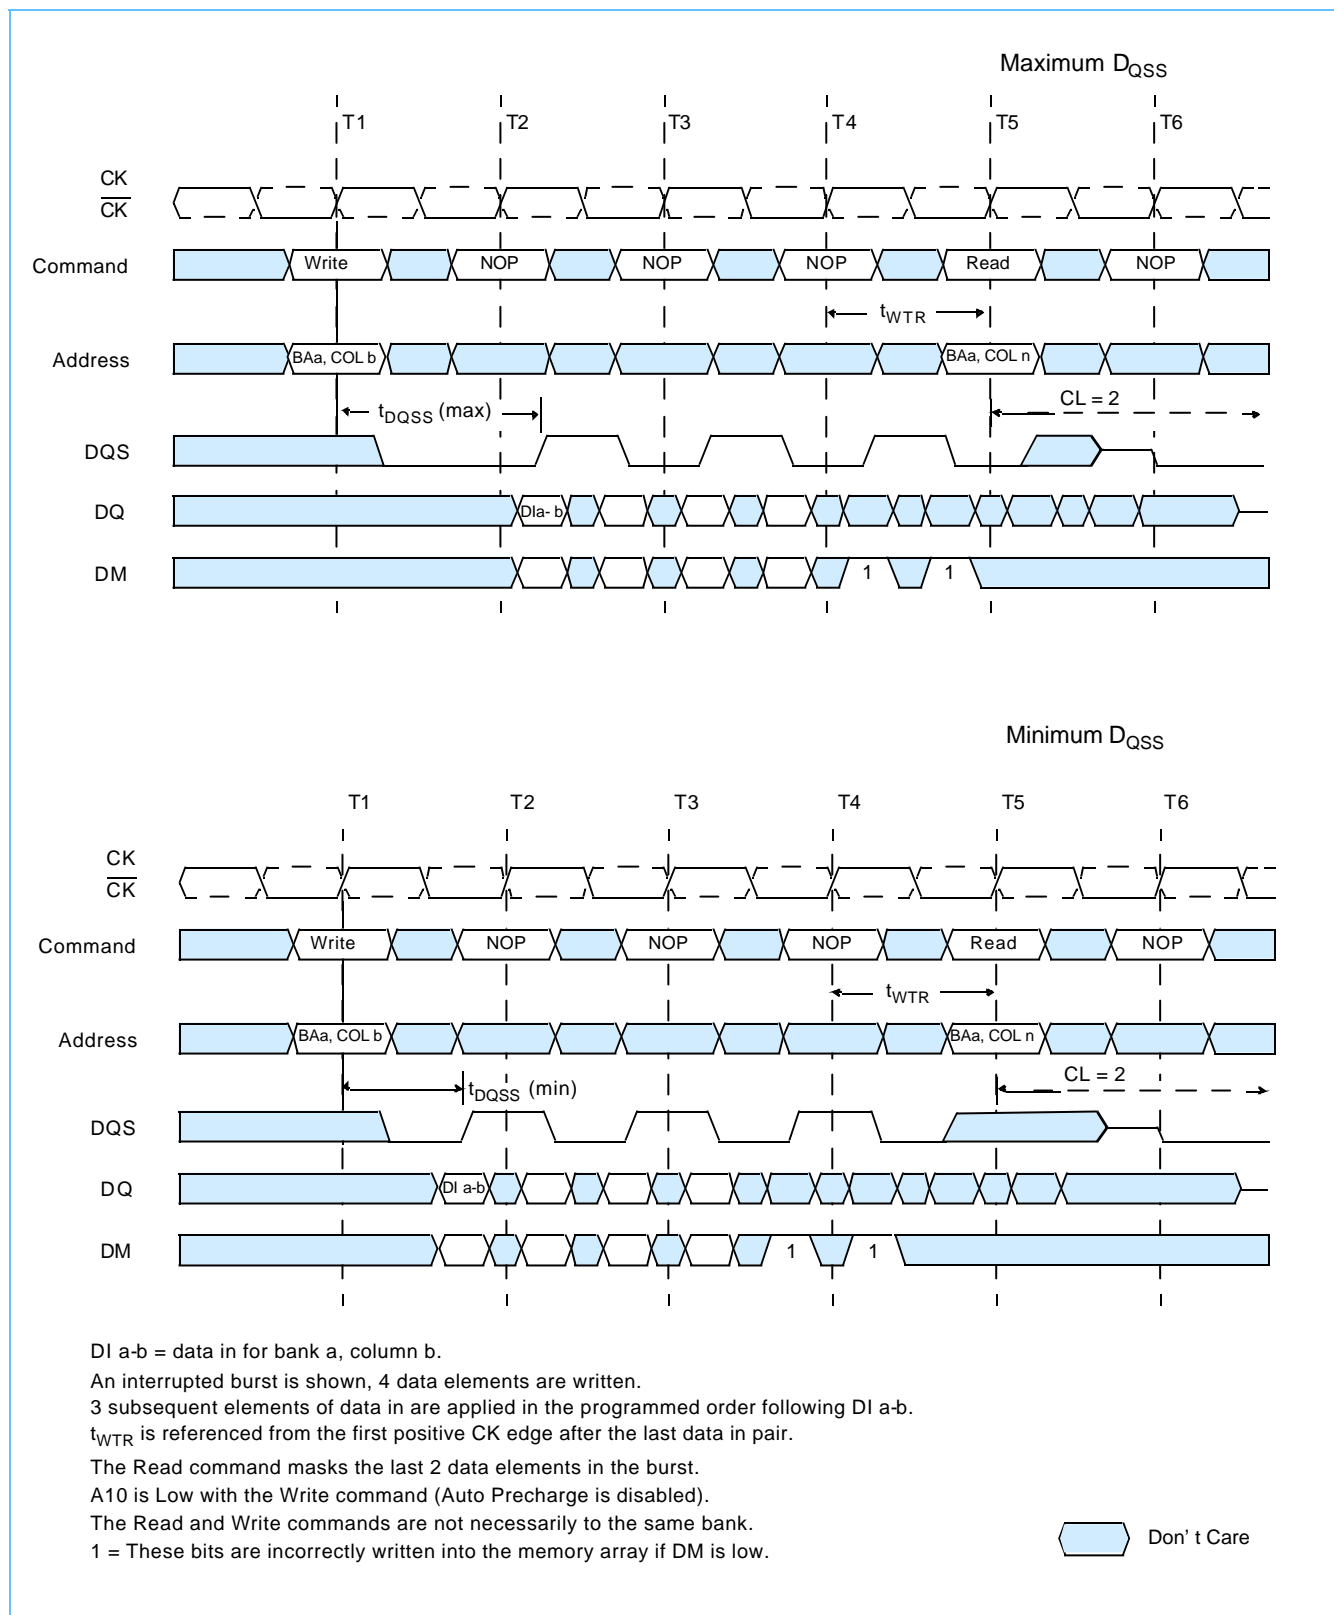 Maximum DQSS
T1 T2 T3 T4 T5 T6
CK
CK
Command Write NOP NOP NOP Read NOP
tWTR
Address BAa, COL b BAa, COL n
tDQSS (max) CL = 2
DQS
DQ DIa- b
DM 1 1
Minimum DQSS
T1 T2 T3 T4 T5 T6
CK
CK
Command Write NOP NOP NOP Read NOP
tWTR
Address BAa, COL b BAa, COL n
tDQSS (min) CL = 2
DQS
DQ DI a-b
DM 1 1
DI a-b = data in for bank a, column b.
An interrupted burst is shown, 4 data elements are written.
3 subsequent elements of data in are applied in the programmed order following DI a-b.
tWTR is referenced from the first positive CK edge after the last data in pair.
The Read command masks the last 2 data elements in the burst.
A10 is Low with the Write command (Auto Precharge is disabled).
The Read and Write commands are not necessarily to the same bank.
1 = These bits are incorrectly written into the memory array if DM is low.
Don' t Care